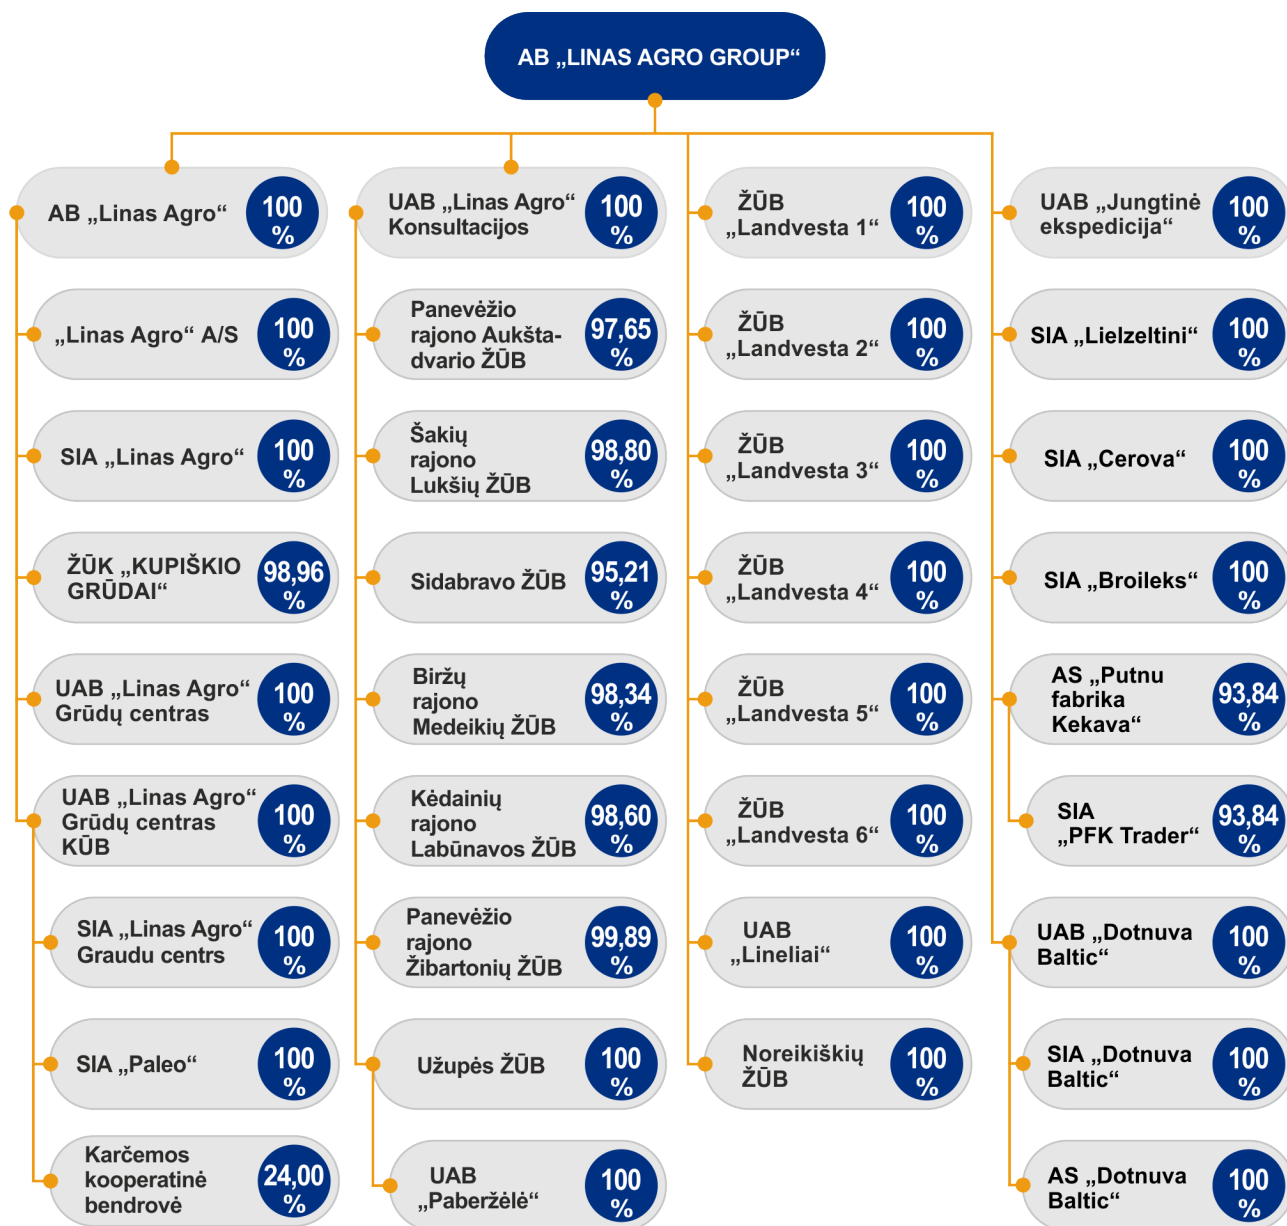 AB „LINAS AGRO GROUP“
AB „Linas Agro“
100
%
„Linas Agro“ A/S
100
%
SIA „Linas Agro“
100
%
ŽŪK „KUPIŠKIO
GRŪDAI“
98,96
%
UAB „Linas Agro“
Grūdų centras
100
%
UAB „Linas Agro“
Grūdų centras
KŪB
100
%
SIA „Linas Agro“
Graudu centrs
100
%
SIA „Paleo“
100
%
Karčemos
kooperatinė
bendrovė
24,00
%
UAB „Linas Agro“
Konsultacijos
100
%
Panevėžio
rajono Aukšta-
dvario ŽŪB
97,65
%
Šakių
rajono
Lukšių ŽŪB
98,80
%
Sidabravo ŽŪB
95,21
%
Biržų
rajono
Medeikių ŽŪB
98,34
%
Kėdainių
rajono
Labūnavos ŽŪB
98,60
%
Panevėžio
rajono
Žibartonių ŽŪB
99,89
%
Užupės ŽŪB
100
%
UAB
„Paberžėlė“
100
%
ŽŪB
„Landvesta 1“
100
%
ŽŪB
„Landvesta 2“
100
%
ŽŪB
„Landvesta 3“
100
%
ŽŪB
„Landvesta 4“
100
%
ŽŪB
„Landvesta 5“
100
%
ŽŪB
„Landvesta 6“
100
%
UAB
„Lineliai“
100
%
Noreikiškių
ŽŪB
100
%
UAB „Jungtinė
ekspedicija“
100
%
SIA „Lielzeltini“
100
%
SIA „Cerova“
100
%
SIA „Broileks“
100
%
AS „Putnu
fabrika
Kekava“
93,84
%
SIA
„PFK Trader“
93,84
%
UAB „Dotnuva
Baltic“
100
%
SIA „Dotnuva
Baltic“
100
%
AS „Dotnuva
Baltic“
100
%